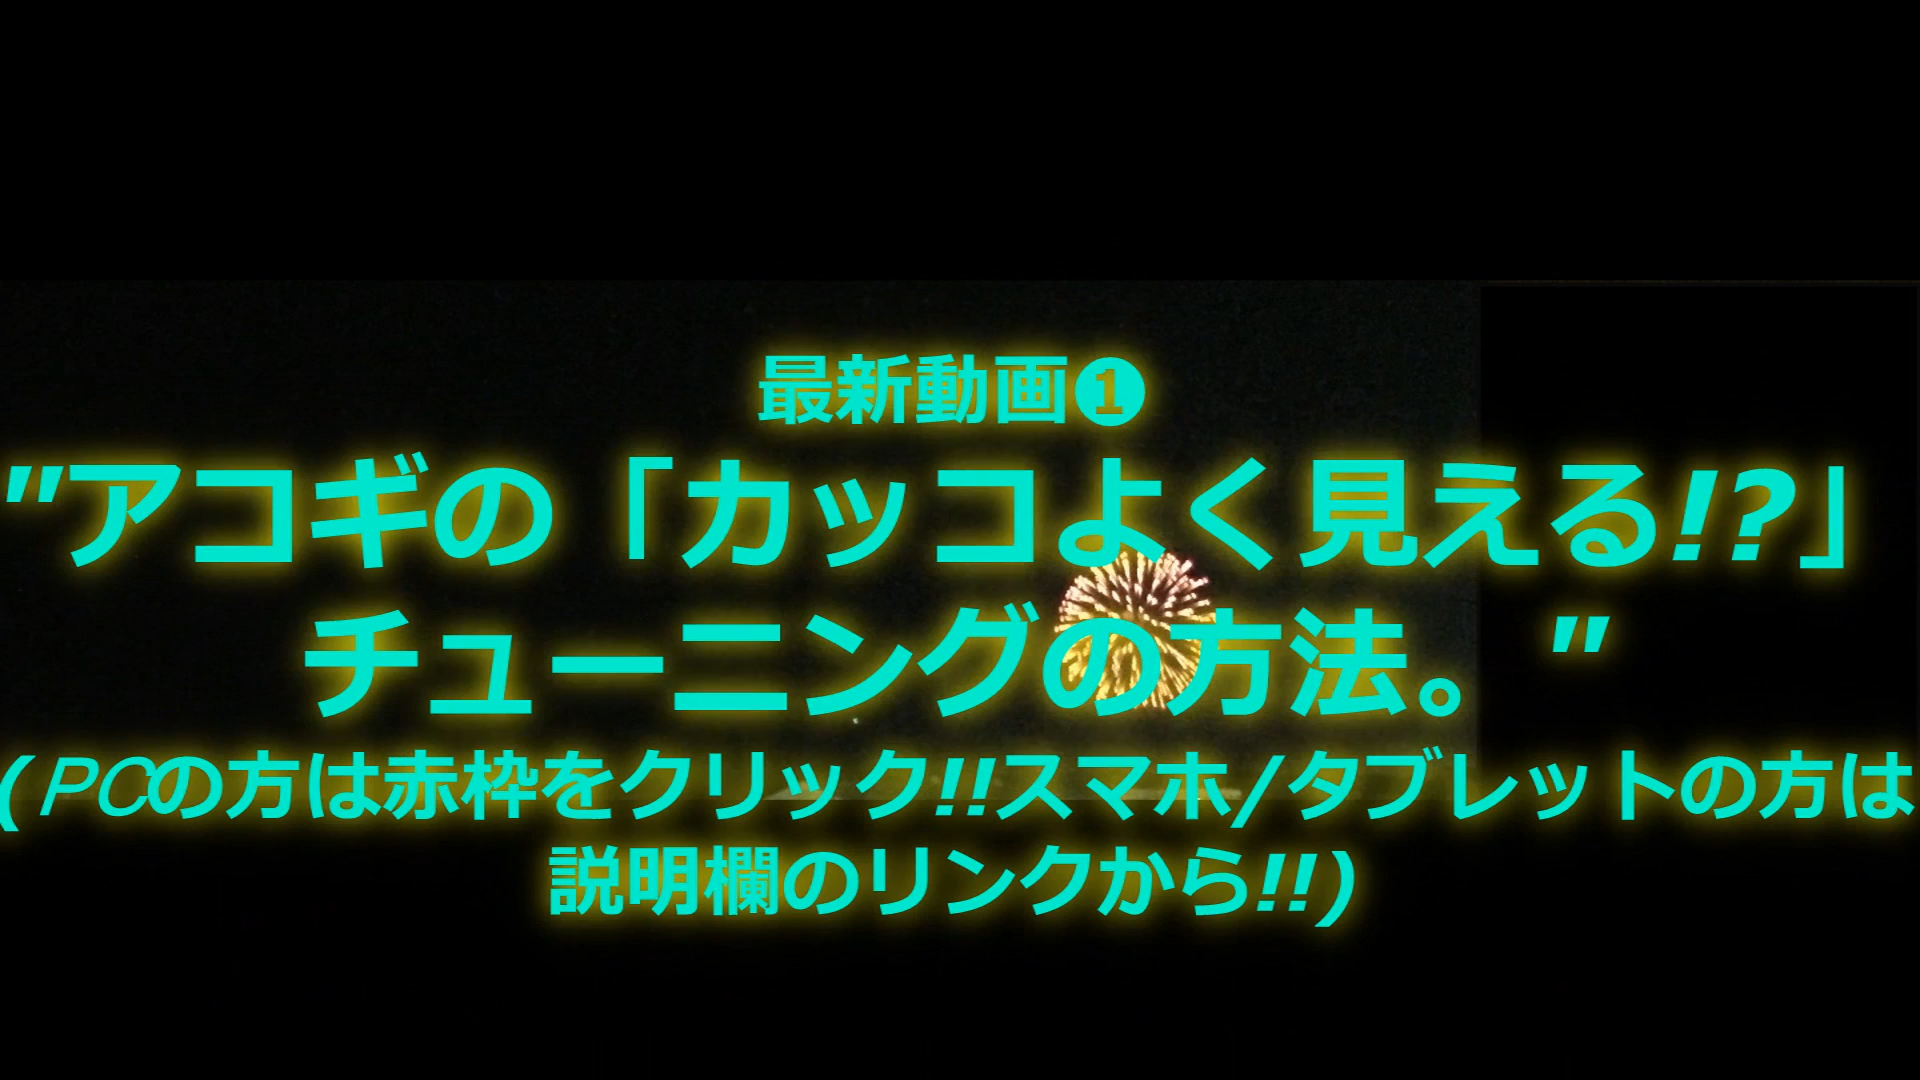 最新動画❶
"アコギの「カッコよく見える!?」
チューニングの方法。"
(PCの方は赤枠をクリック!!スマホ/タブレットの方は
説明欄のリンクから!!)